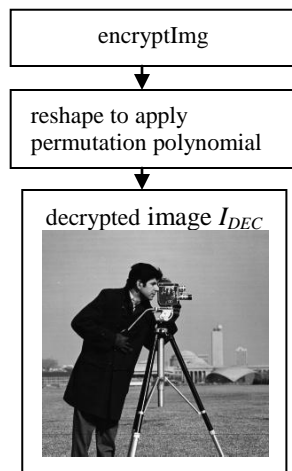 encryptImg
reshape to apply
permutation polynomial
decrypted image I_DEC